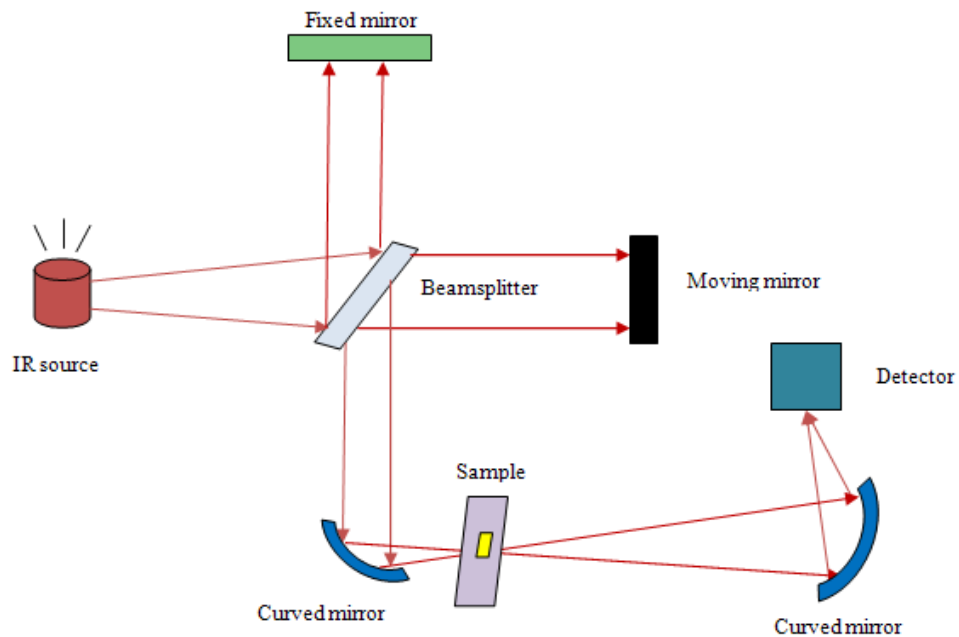 Fixed mirror
Beamsplitter
Moving mirror
IR source
Detector
Sample
Curved mirror
Curved mirror